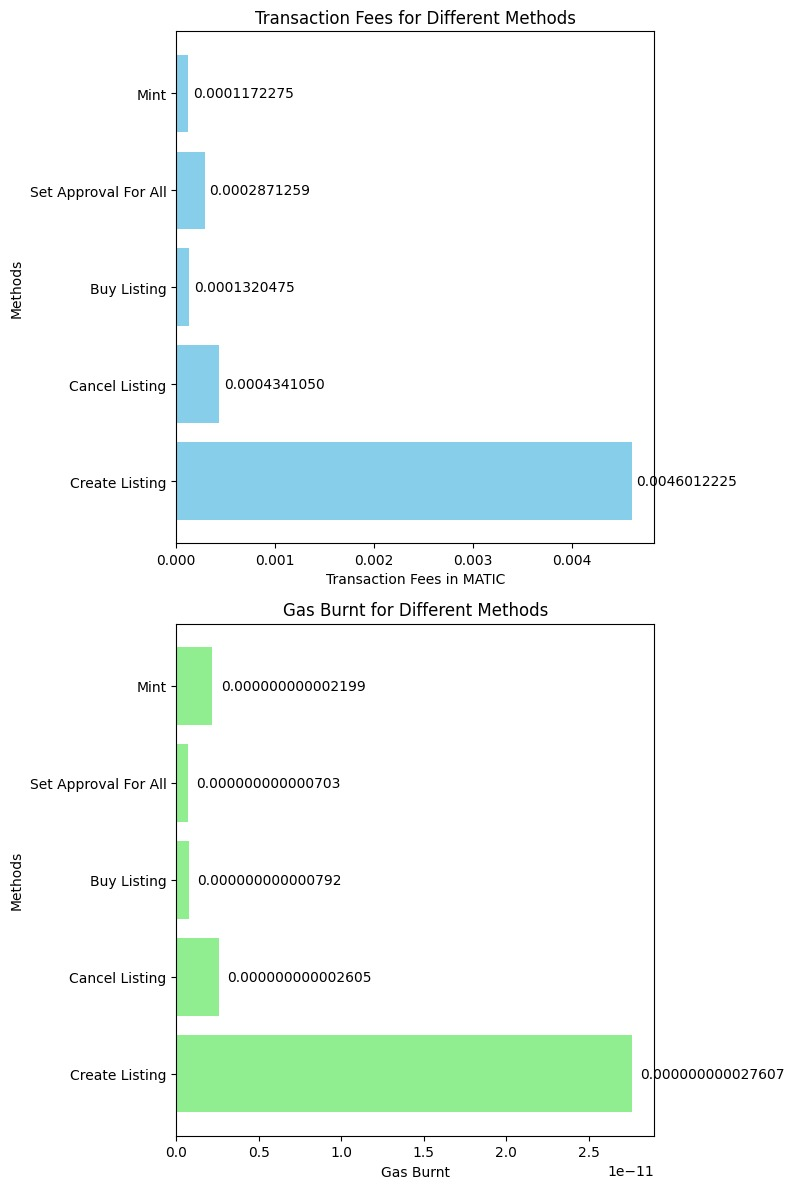 Transaction Fees for Different Methods
Methods
Mint
0.0001172275
Set Approval For All
0.0002871259
Buy Listing
0.0001320475
Cancel Listing
0.0004341050
Create Listing
0.0046012225
0.000 0.001 0.002 0.003 0.004
Transaction Fees in MATIC
Gas Burnt for Different Methods
Methods
Mint
0.000000000002199
Set Approval For All
0.000000000000703
Buy Listing
0.000000000000792
Cancel Listing
0.000000000002605
Create Listing
0.000000000027607
0.0 0.5 1.0 1.5 2.0 2.5
1e−11
Gas Burnt